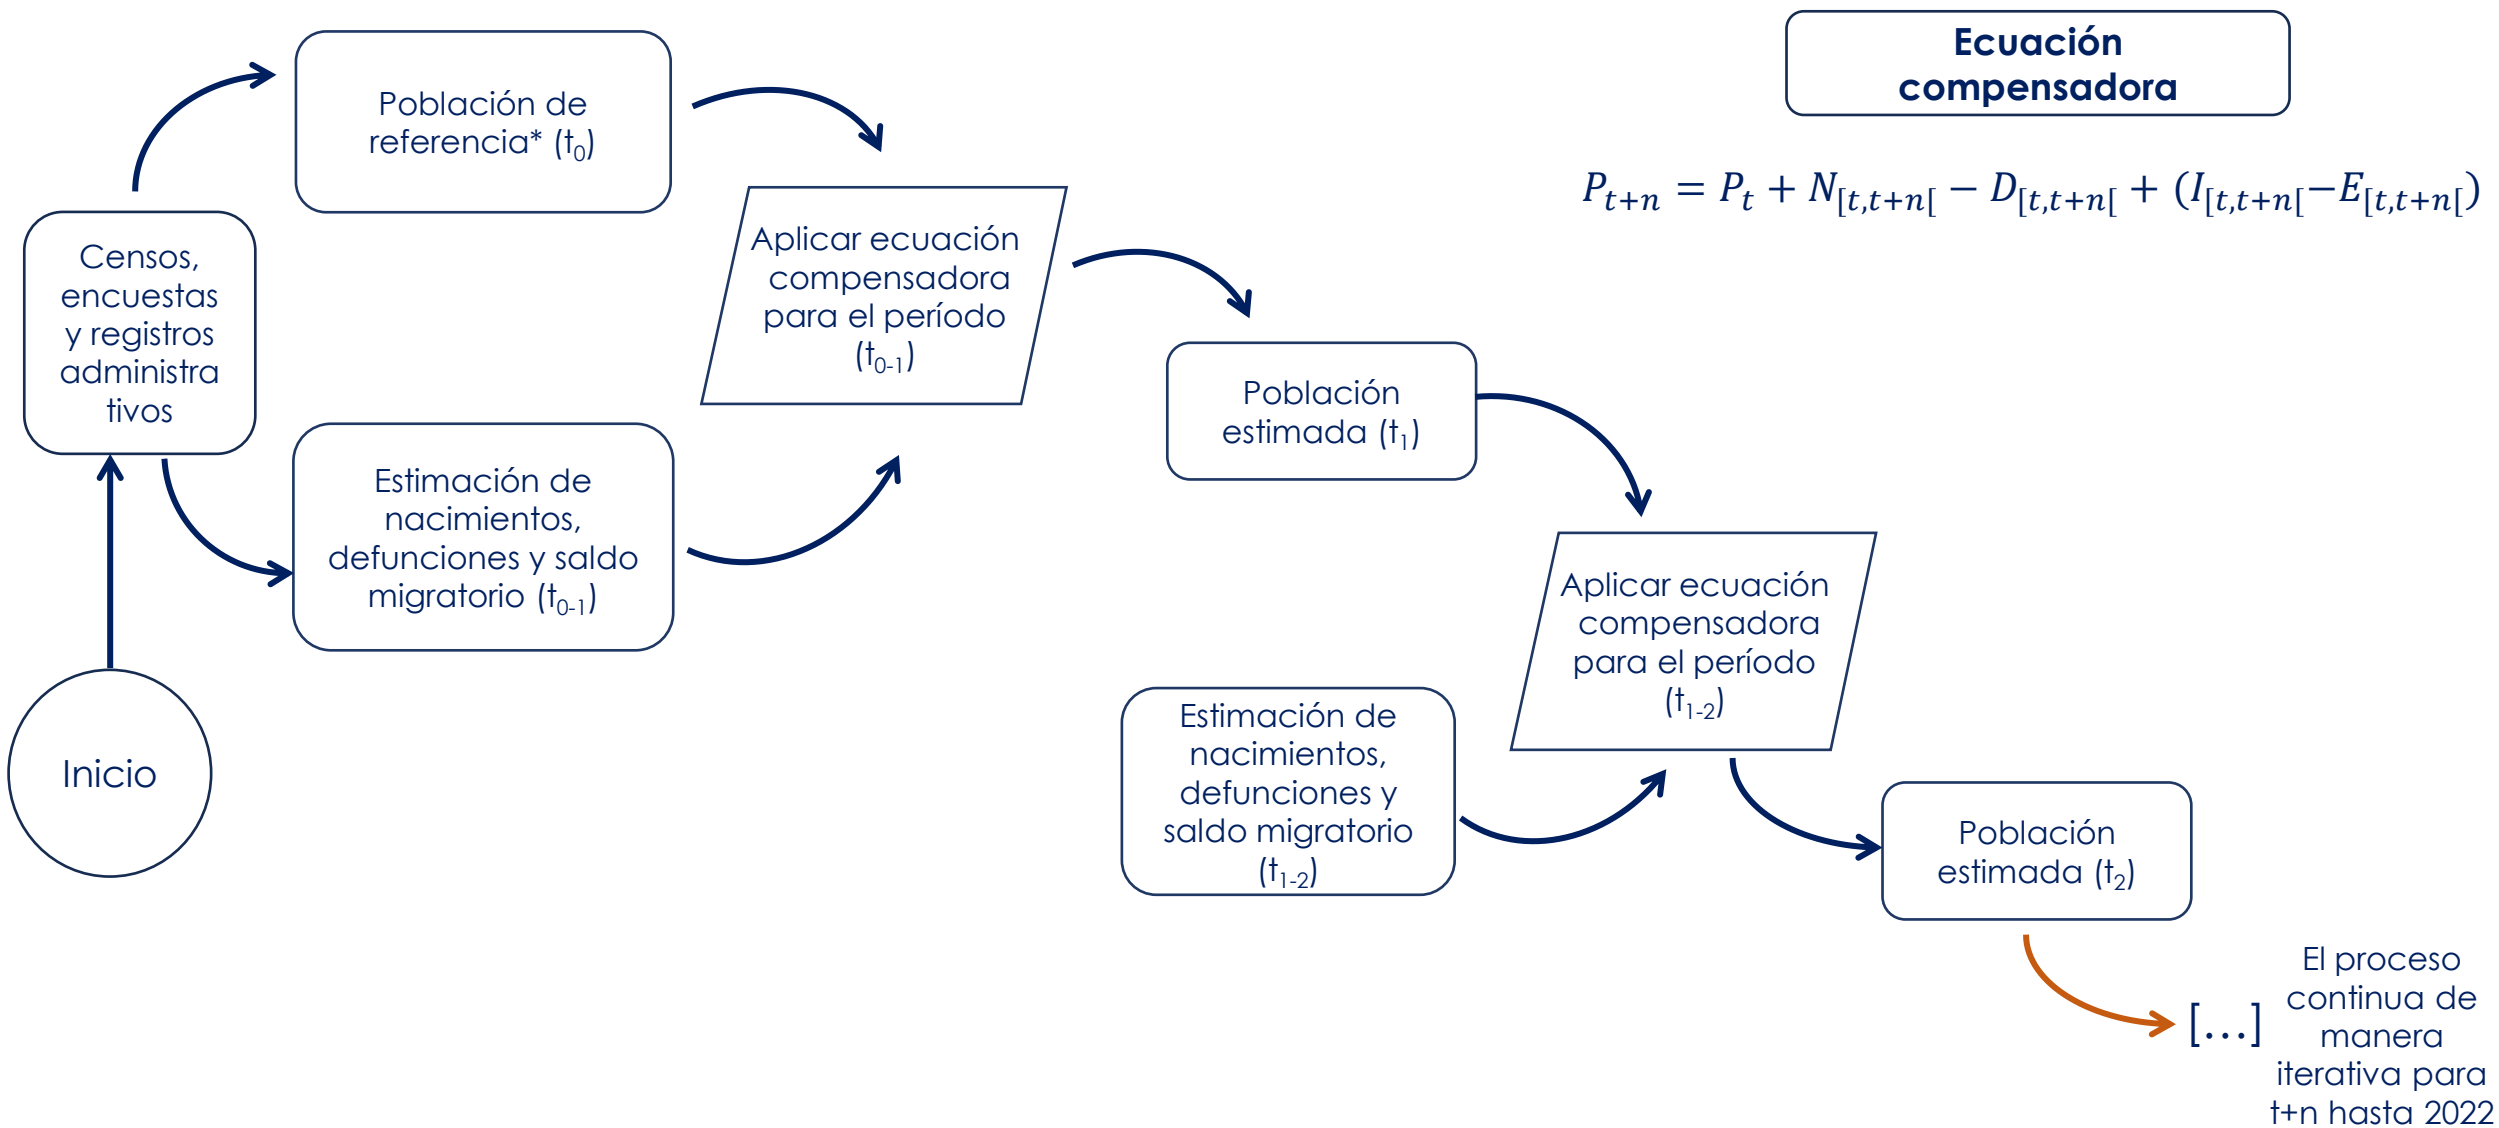 Ecuación
compensadora
P_{t+n} = P_t + N_{[t,t+n[} − D_{[t,t+n[} + (I_{[t,t+n[}−E_{[t,t+n[})
Población de
referencia* (t₀)
Censos,
encuestas
y registros
administra
tivos
Aplicar ecuación
compensadora
para el período
(t₀₋₁)
Estimación de
nacimientos,
defunciones y saldo
migratorio (t₀₋₁)
Inicio
Población
estimada (t₁)
Aplicar ecuación
compensadora
para el período
(t₁₋₂)
Estimación de
nacimientos,
defunciones y
saldo migratorio
(t₁₋₂)
Población
estimada (t₂)
[…]
El proceso
continua de
manera
iterativa para
t+n hasta 2022